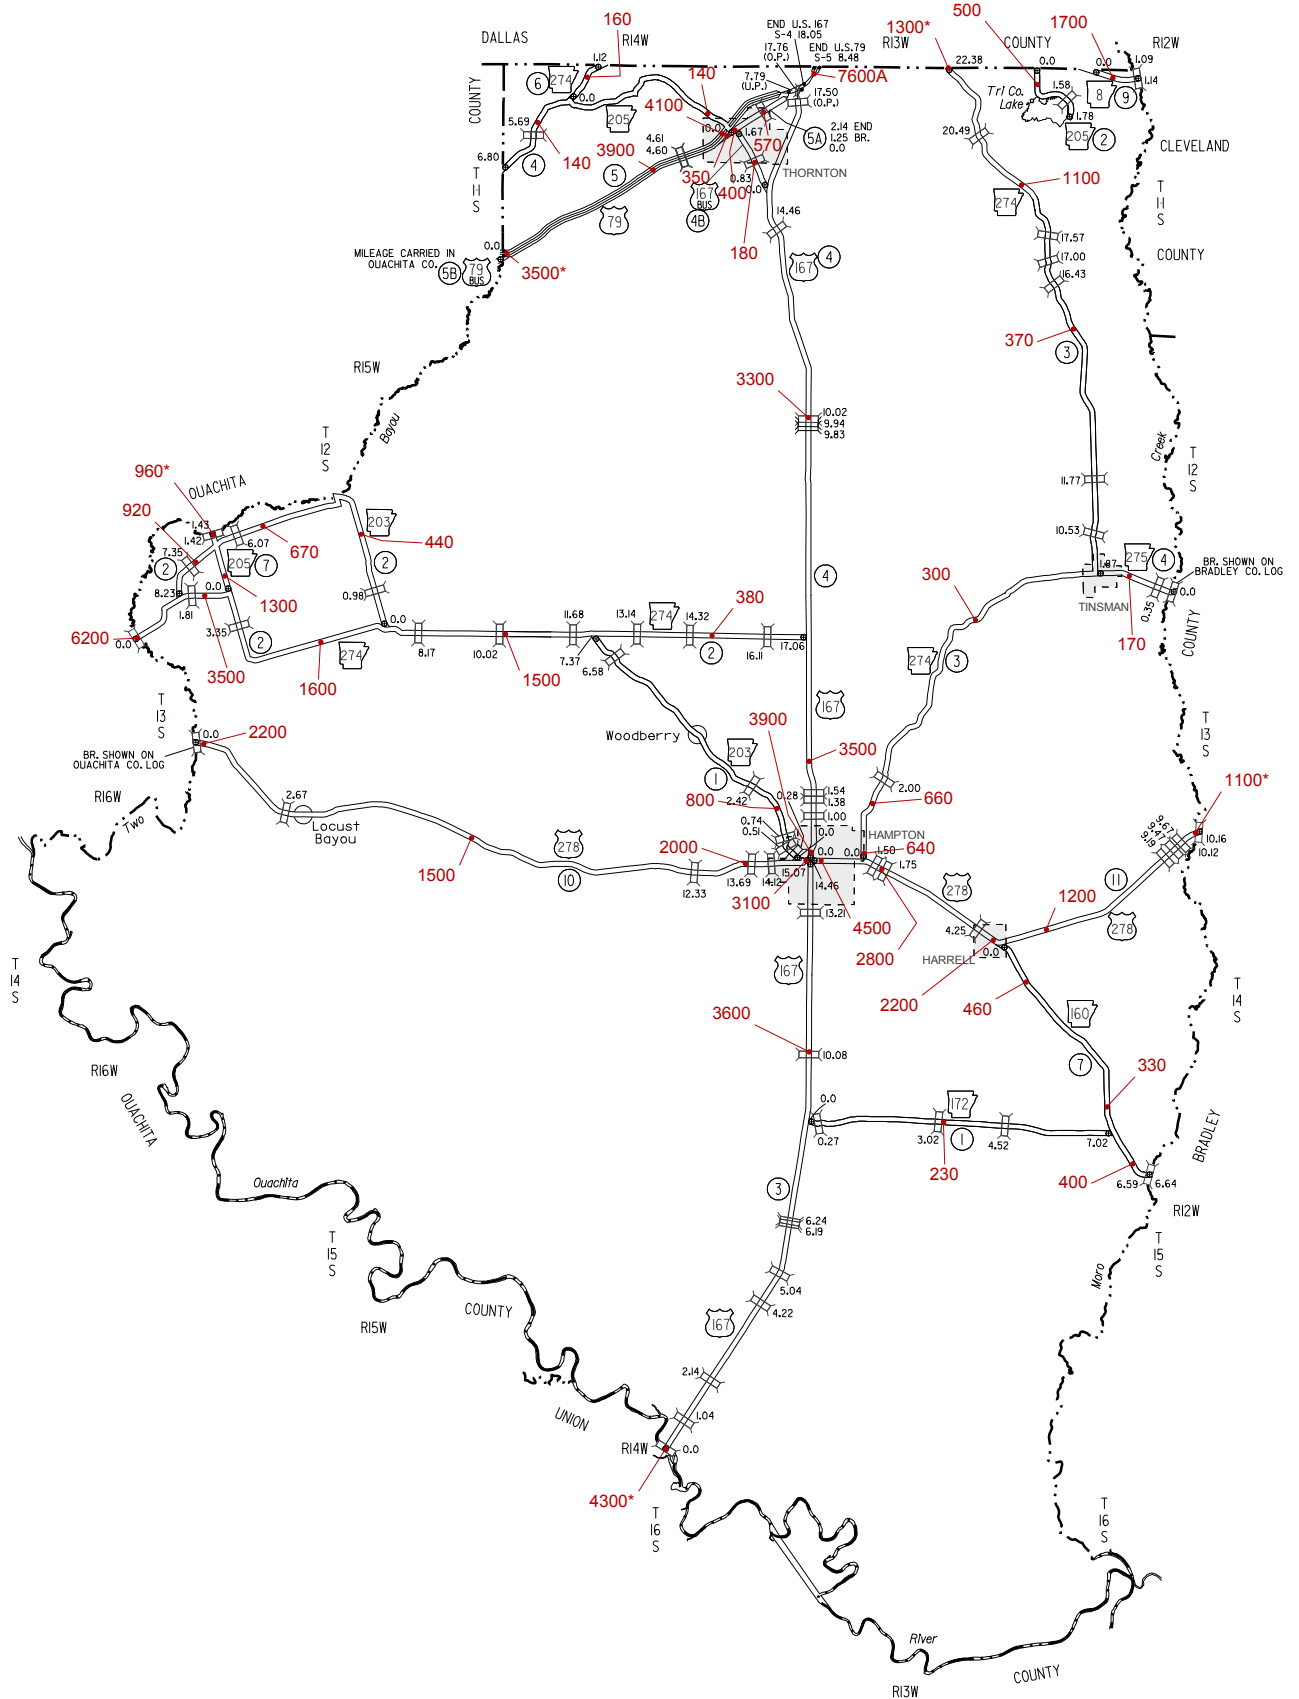 160
500
1700
1300*
DALLAS
R14W
END U.S. 167
S-4 18.05
END U.S.79
S-5 8.48
R13W
COUNTY
R12W
1.12
17.76
(O.P.)
22.38
0.0
0.0
1.09
1.14
6
274
0.0
140
7.79
(U.P.)
7600A
17.50
(O.P.)
1.58
Tri Co.
Lake
8
9
COUNTY
205
4100
5.69
0.0
1.67
5A
2.14 END
1.25 BR.
0.0
570
20.49
1.78
205
2
CLEVELAND
4
140
4.61
4.60
3900
5
350
400
0.83
0.0
THORNTON
6.80
T
11
S
167
BUS
4B
180
79
14.46
274
1100
T
11
S
COUNTY
17.57
17.00
16.43
MILEAGE CARRIED IN
OUACHITA CO.
0.0
5B
79
BUS
3500*
167
4
370
3
R15W
Bayou
3300
10.02
9.94
9.83
T
12
S
Creek
T
12
S
960*
OUACHITA
920
1.43
1.42
6.07
670
203
440
11.77
10.53
7.35
2
205
7
2
4
0.98
8.23
0.0
1.81
1300
1.87
275
4
BR. SHOWN ON
BRADLEY CO. LOG
0.0
0.35
TINSMAN
300
170
COUNTY
6200
0.0
3.35
2
0.0
274
3500
1600
8.17
10.02
1500
11.68
13.14
274
14.32
380
7.37
6.58
2
16.11
17.06
274
3
T
13
S
2200
0.0
BR. SHOWN ON
OUACHITA CO. LOG
Woodberry
203
1
167
3900
3500
T
13
S
R16W
Two
2.67
Locust
Bayou
2.42
0.28
1.54
1.38
1.00
2.00
660
800
0.74
0.51
0.0
0.0
0.0
HAMPTON
1.50
640
1100*
9.67
9.47
9.19
10.16
10.12
1500
278
10
2000
12.33
13.69
14.12
15.07
14.46
3100
13.21
4500
1.75
2800
278
11
1200
278
4.25
HARRELL
0.0
2200
460
167
T
14
S
T
14
S
3600
10.08
160
7
330
R16W
OUACHITA
0.0
172
1
0.27
3.02
230
4.52
7.02
400
6.59
6.64
BRADLEY
R12W
Ouachita
3
6.24
6.19
T
15
S
T
15
S
Moro
5.04
4.22
COUNTY
R15W
167
2.14
UNION
1.04
R14W
0.0
4300*
T
16
S
T
16
S
River
COUNTY
R13W